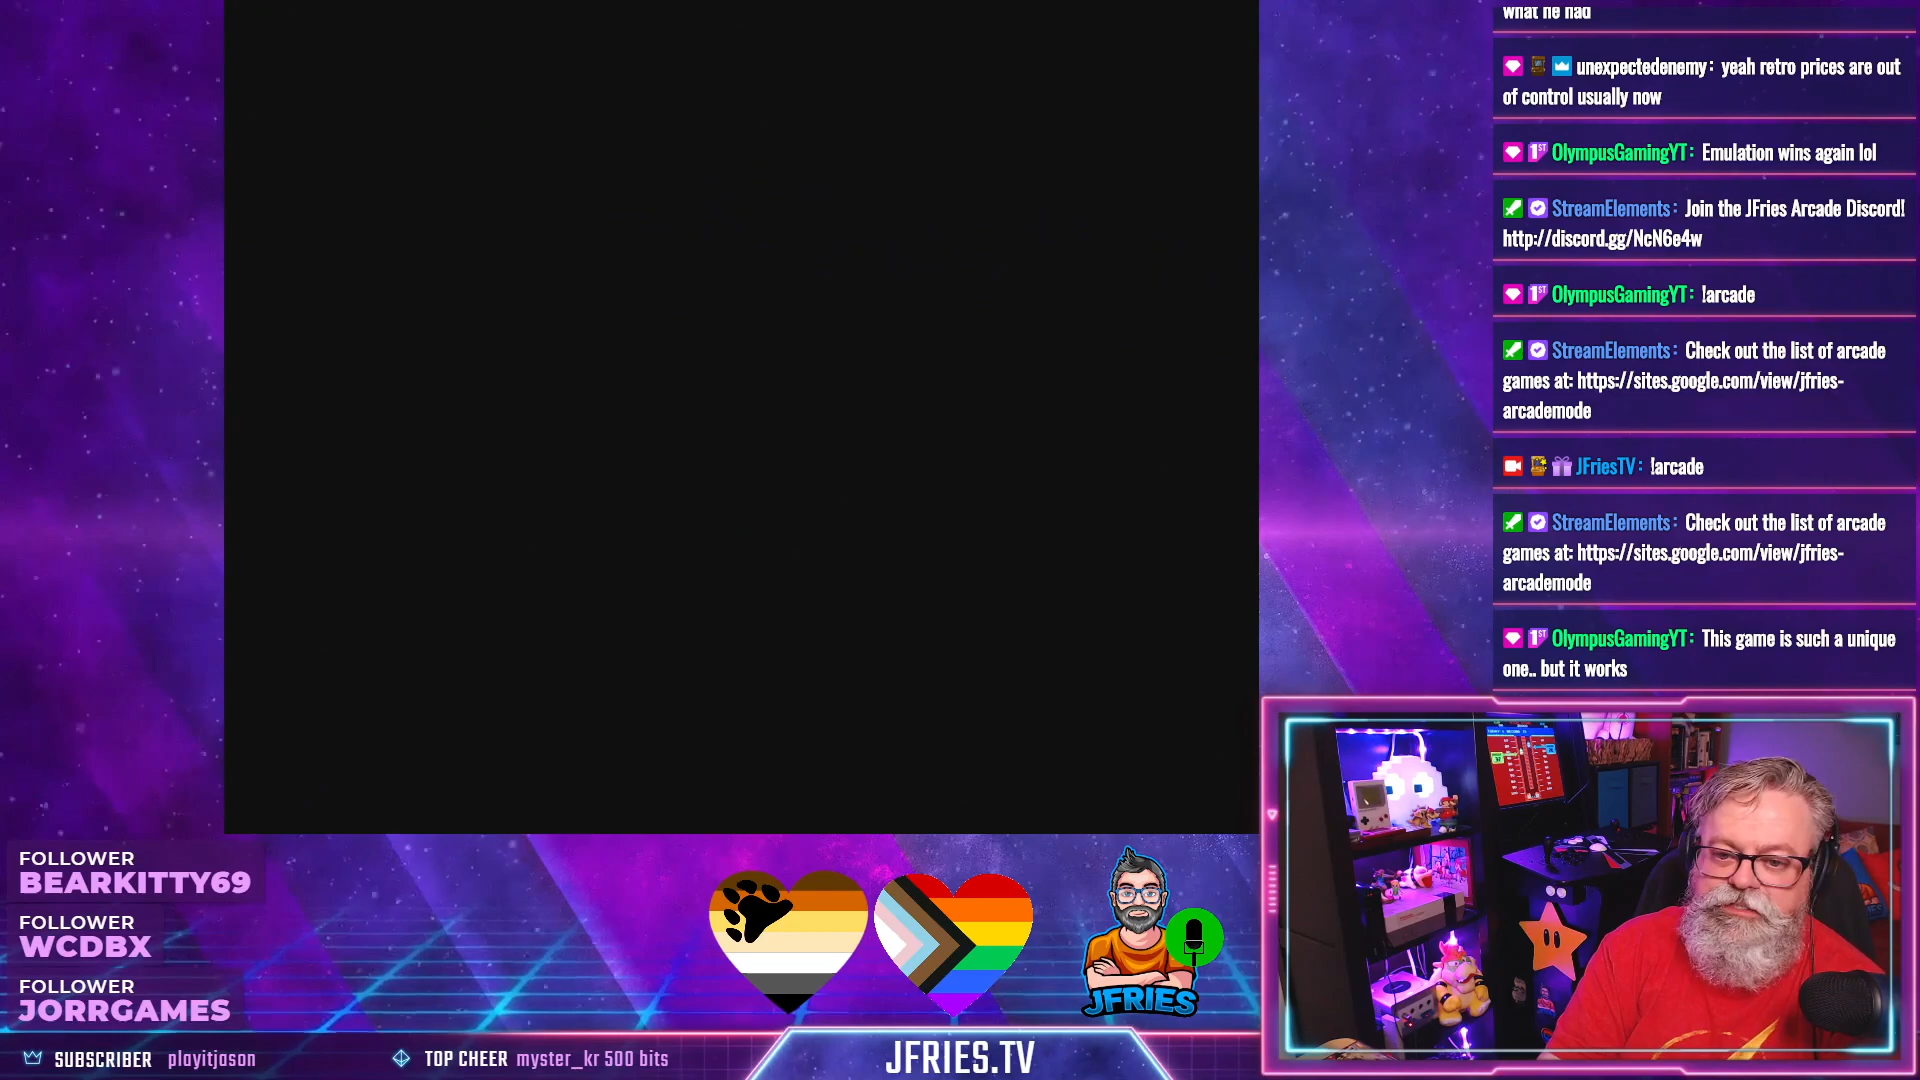 what he had
unexpectedenemy: yeah retro prices are out
of control usually now
1ST OlympusGamingYT: Emulation wins again lol
StreamElements: Join the JFries Arcade Discord!
http://discord.gg/NcN6e4w
1ST OlympusGamingYT: !arcade
StreamElements: Check out the list of arcade
games at: https://sites.google.com/view/jfries-
arcademode
JFriesTV: !arcade
StreamElements: Check out the list of arcade
games at: https://sites.google.com/view/jfries-
arcademode
1ST OlympusGamingYT: This game is such a unique
one.. but it works
FOLLOWER
BEARKITTY69
FOLLOWER
WCDBX
FOLLOWER
JORRGAMES
JFRIES
SUBSCRIBER playitjason
TOP CHEER myster_kr 500 bits
JFRIES.TV